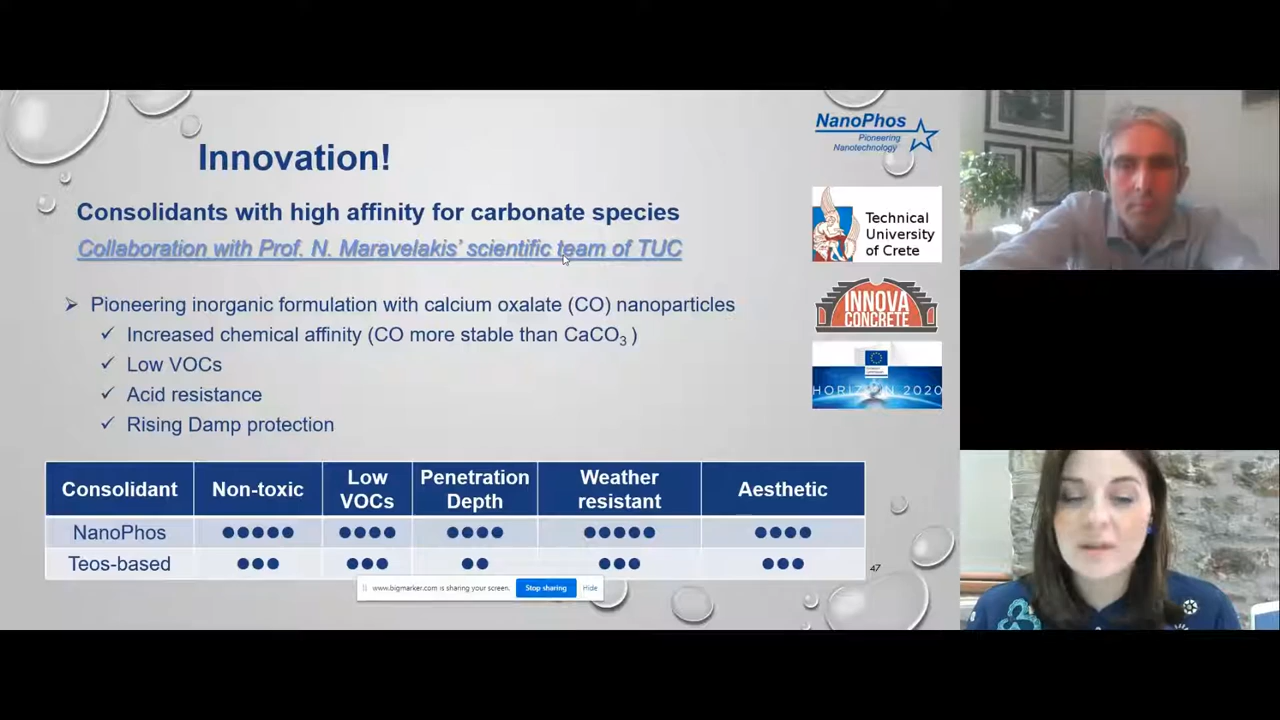 Innovation!
Consolidants with high affinity for carbonate species
Collaboration with Prof. N. Maravelakis' scientific team of TUC
➢ Pioneering inorganic formulation with calcium oxalate (CO) nanoparticles
✓ Increased chemical affinity (CO more stable than CaCO₃ )
✓ Low VOCs
✓ Acid resistance
✓ Rising Damp protection
NanoPhos
Pioneering
Nanotechnology
Technical
University
of Crete
INNOVA
CONCRETE
HORIZON 2020
Consolidant Non-toxic Low VOCs Penetration Depth Weather resistant Aesthetic
NanoPhos ●●●●● ●●●● ●●●● ●●●●● ●●●●
Teos-based ●●● ●●● ●● ●●● ●●●
47
www.bigmarker.com is sharing your screen. Stop sharing Hide